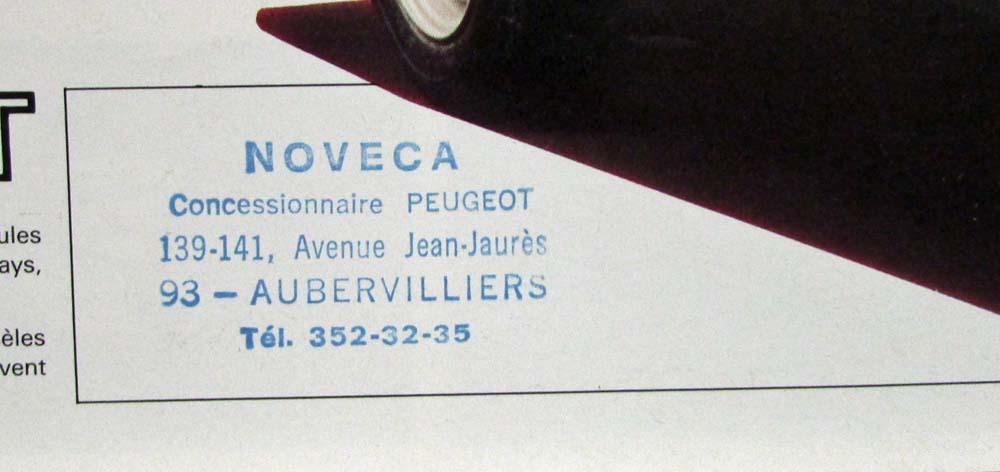 T
ules
ays,
èles
vent
NOVECA
Concessionnaire PEUGEOT
139-141, Avenue Jean-Jaurès
93 – AUBERVILLIERS
Tél. 352-32-35